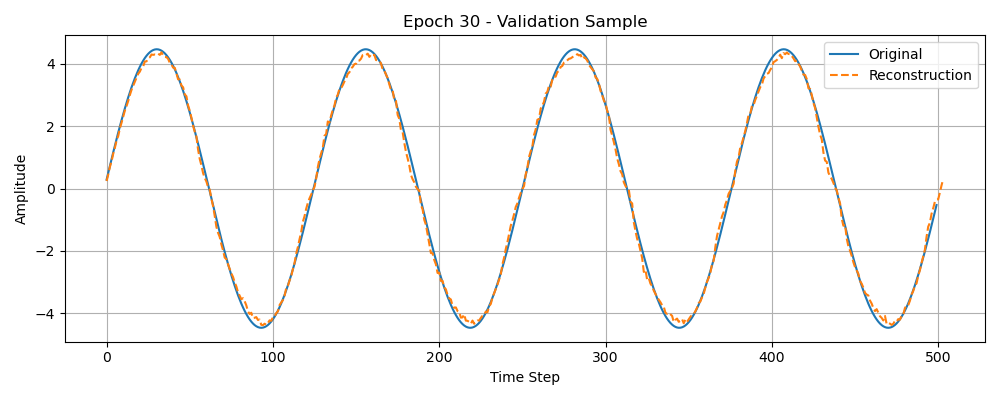 Epoch 30 - Validation Sample
Original
Reconstruction
Amplitude
4
2
0
−2
−4
0 100 200 300 400 500
Time Step